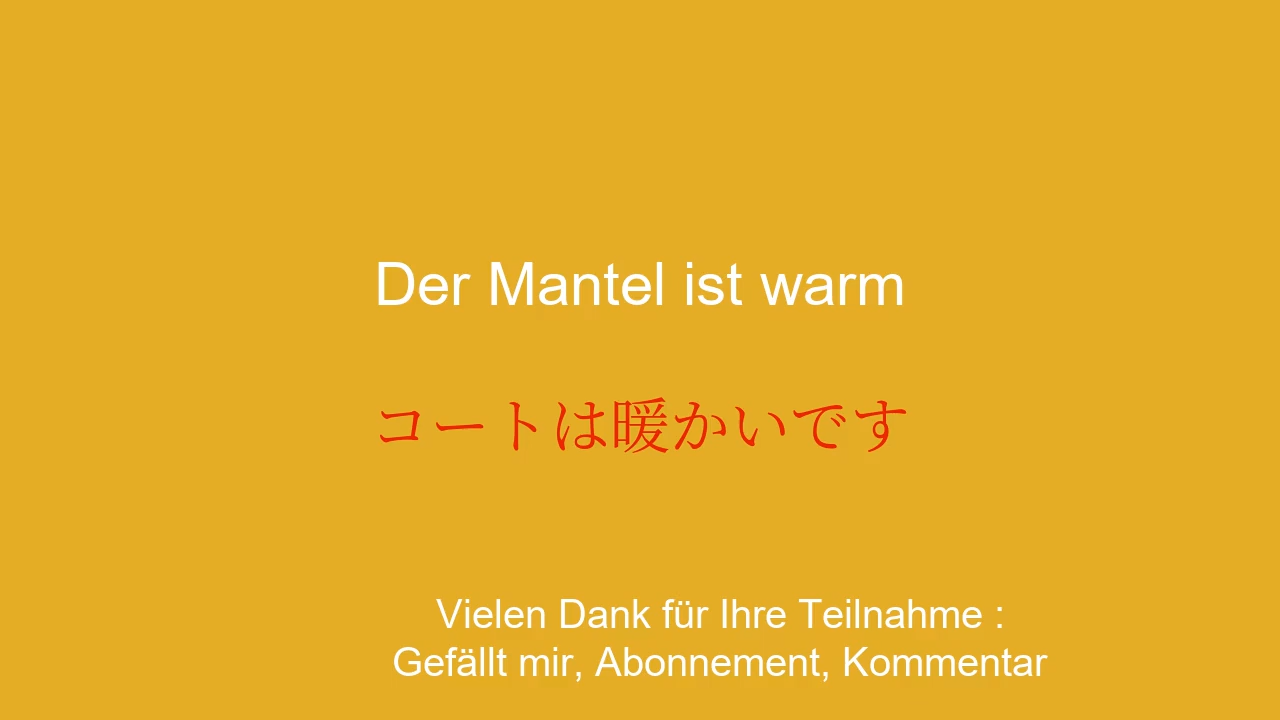 Der Mantel ist warm
コートは暖かいです
Vielen Dank für Ihre Teilnahme :
Gefällt mir, Abonnement, Kommentar